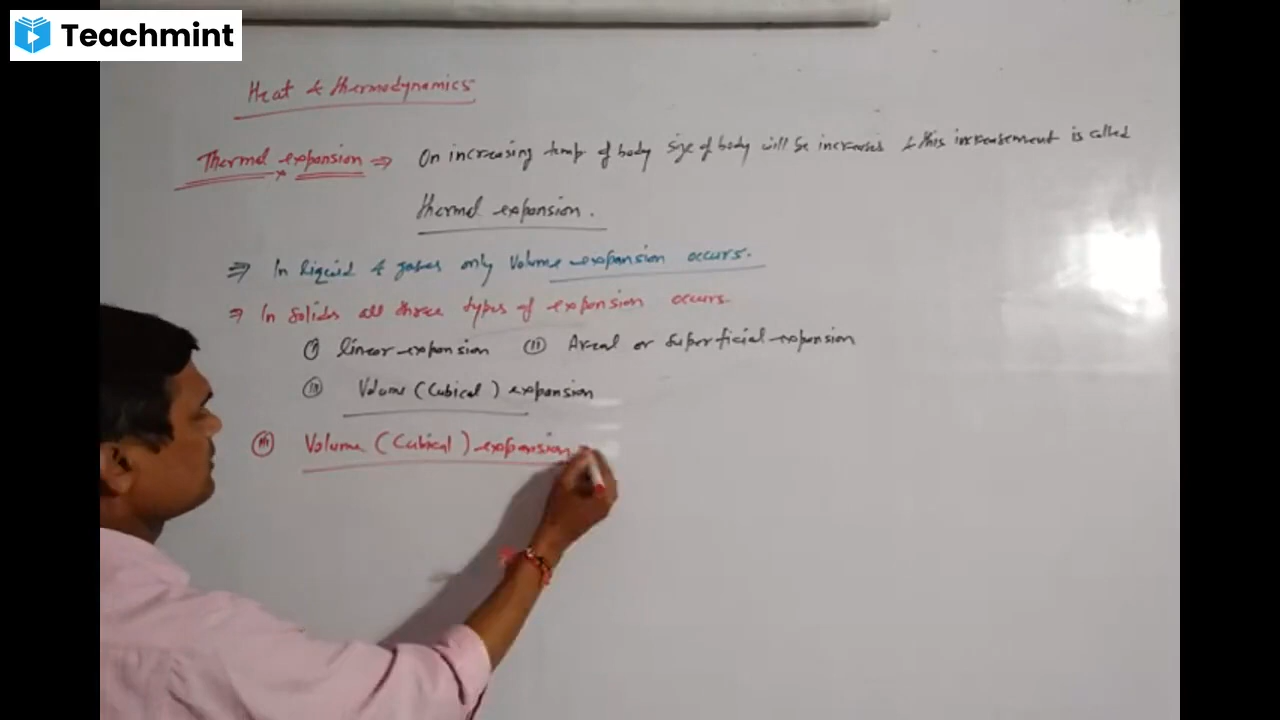 Teachmint
Heat & thermodynamics
Thermal expansion ⇒ On increasing temp of body size of body will be increased & this increasement is called
thermal expansion.
⇒ In liquid & gases only Volume expansion occurs.
⇒ In Solids all three types of expansion occurs.
(i) linear expansion (ii) Areal or superficial expansion
(iii) Volume (Cubical) expansion
(iii) Volume (Cubical) expansion